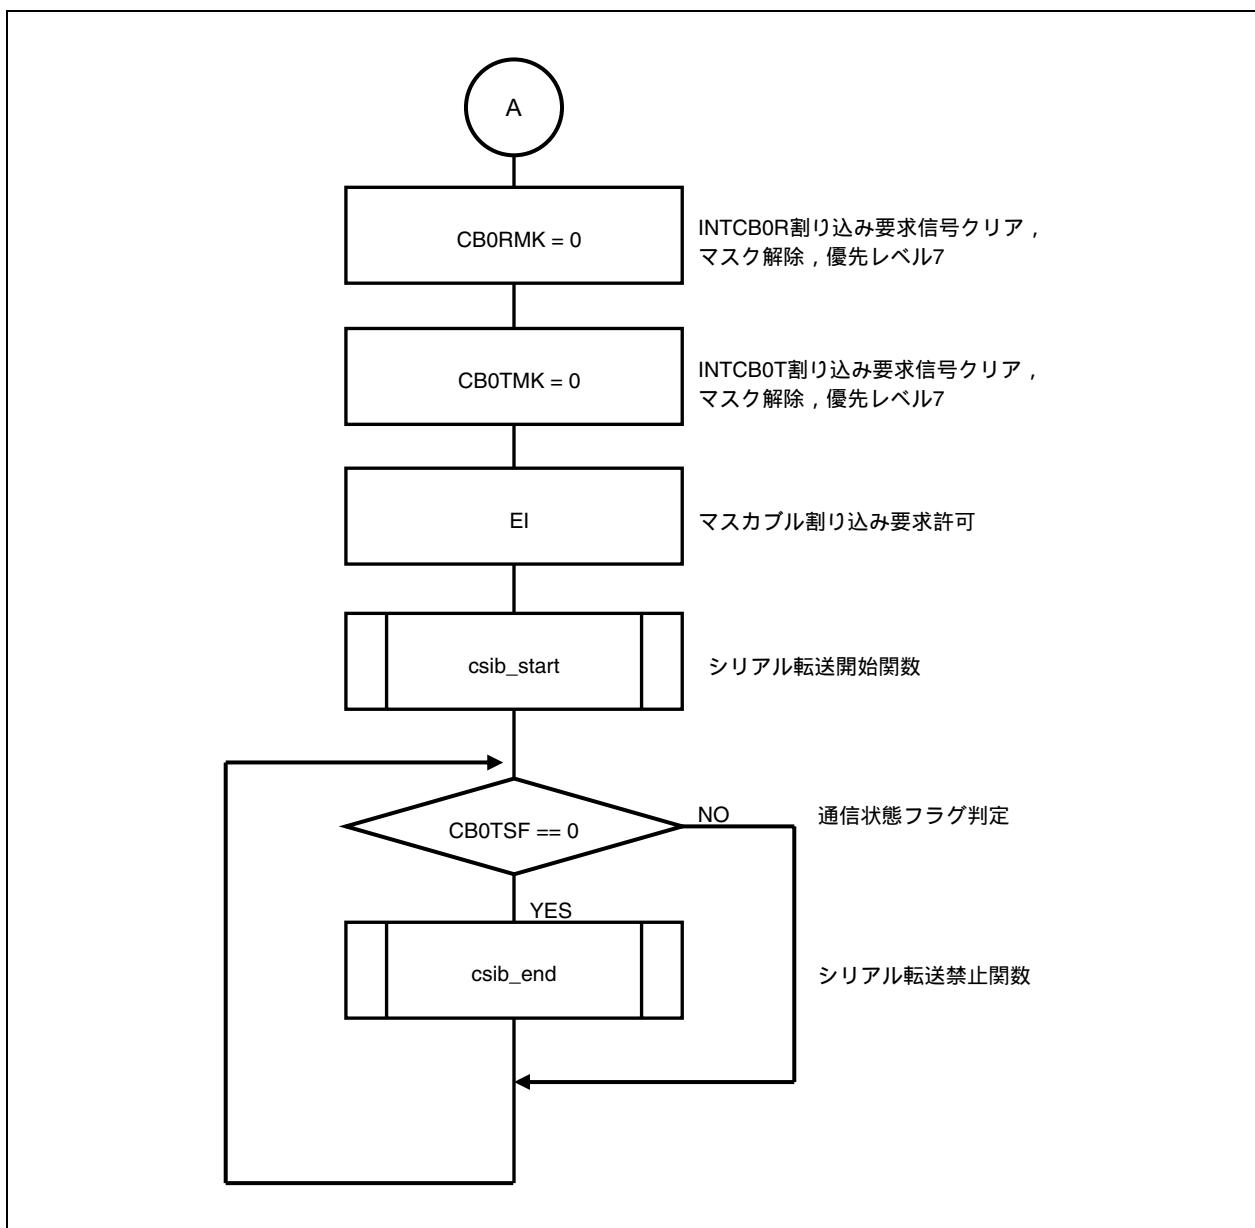 A
CB0RMK = 0
INTCB0R割り込み要求信号クリア，
マスク解除，優先レベル7
CB0TMK = 0
INTCB0T割り込み要求信号クリア，
マスク解除，優先レベル7
EI
マスカブル割り込み要求許可
csib_start
シリアル転送開始関数
CB0TSF == 0
NO
通信状態フラグ判定
YES
csib_end
シリアル転送禁止関数